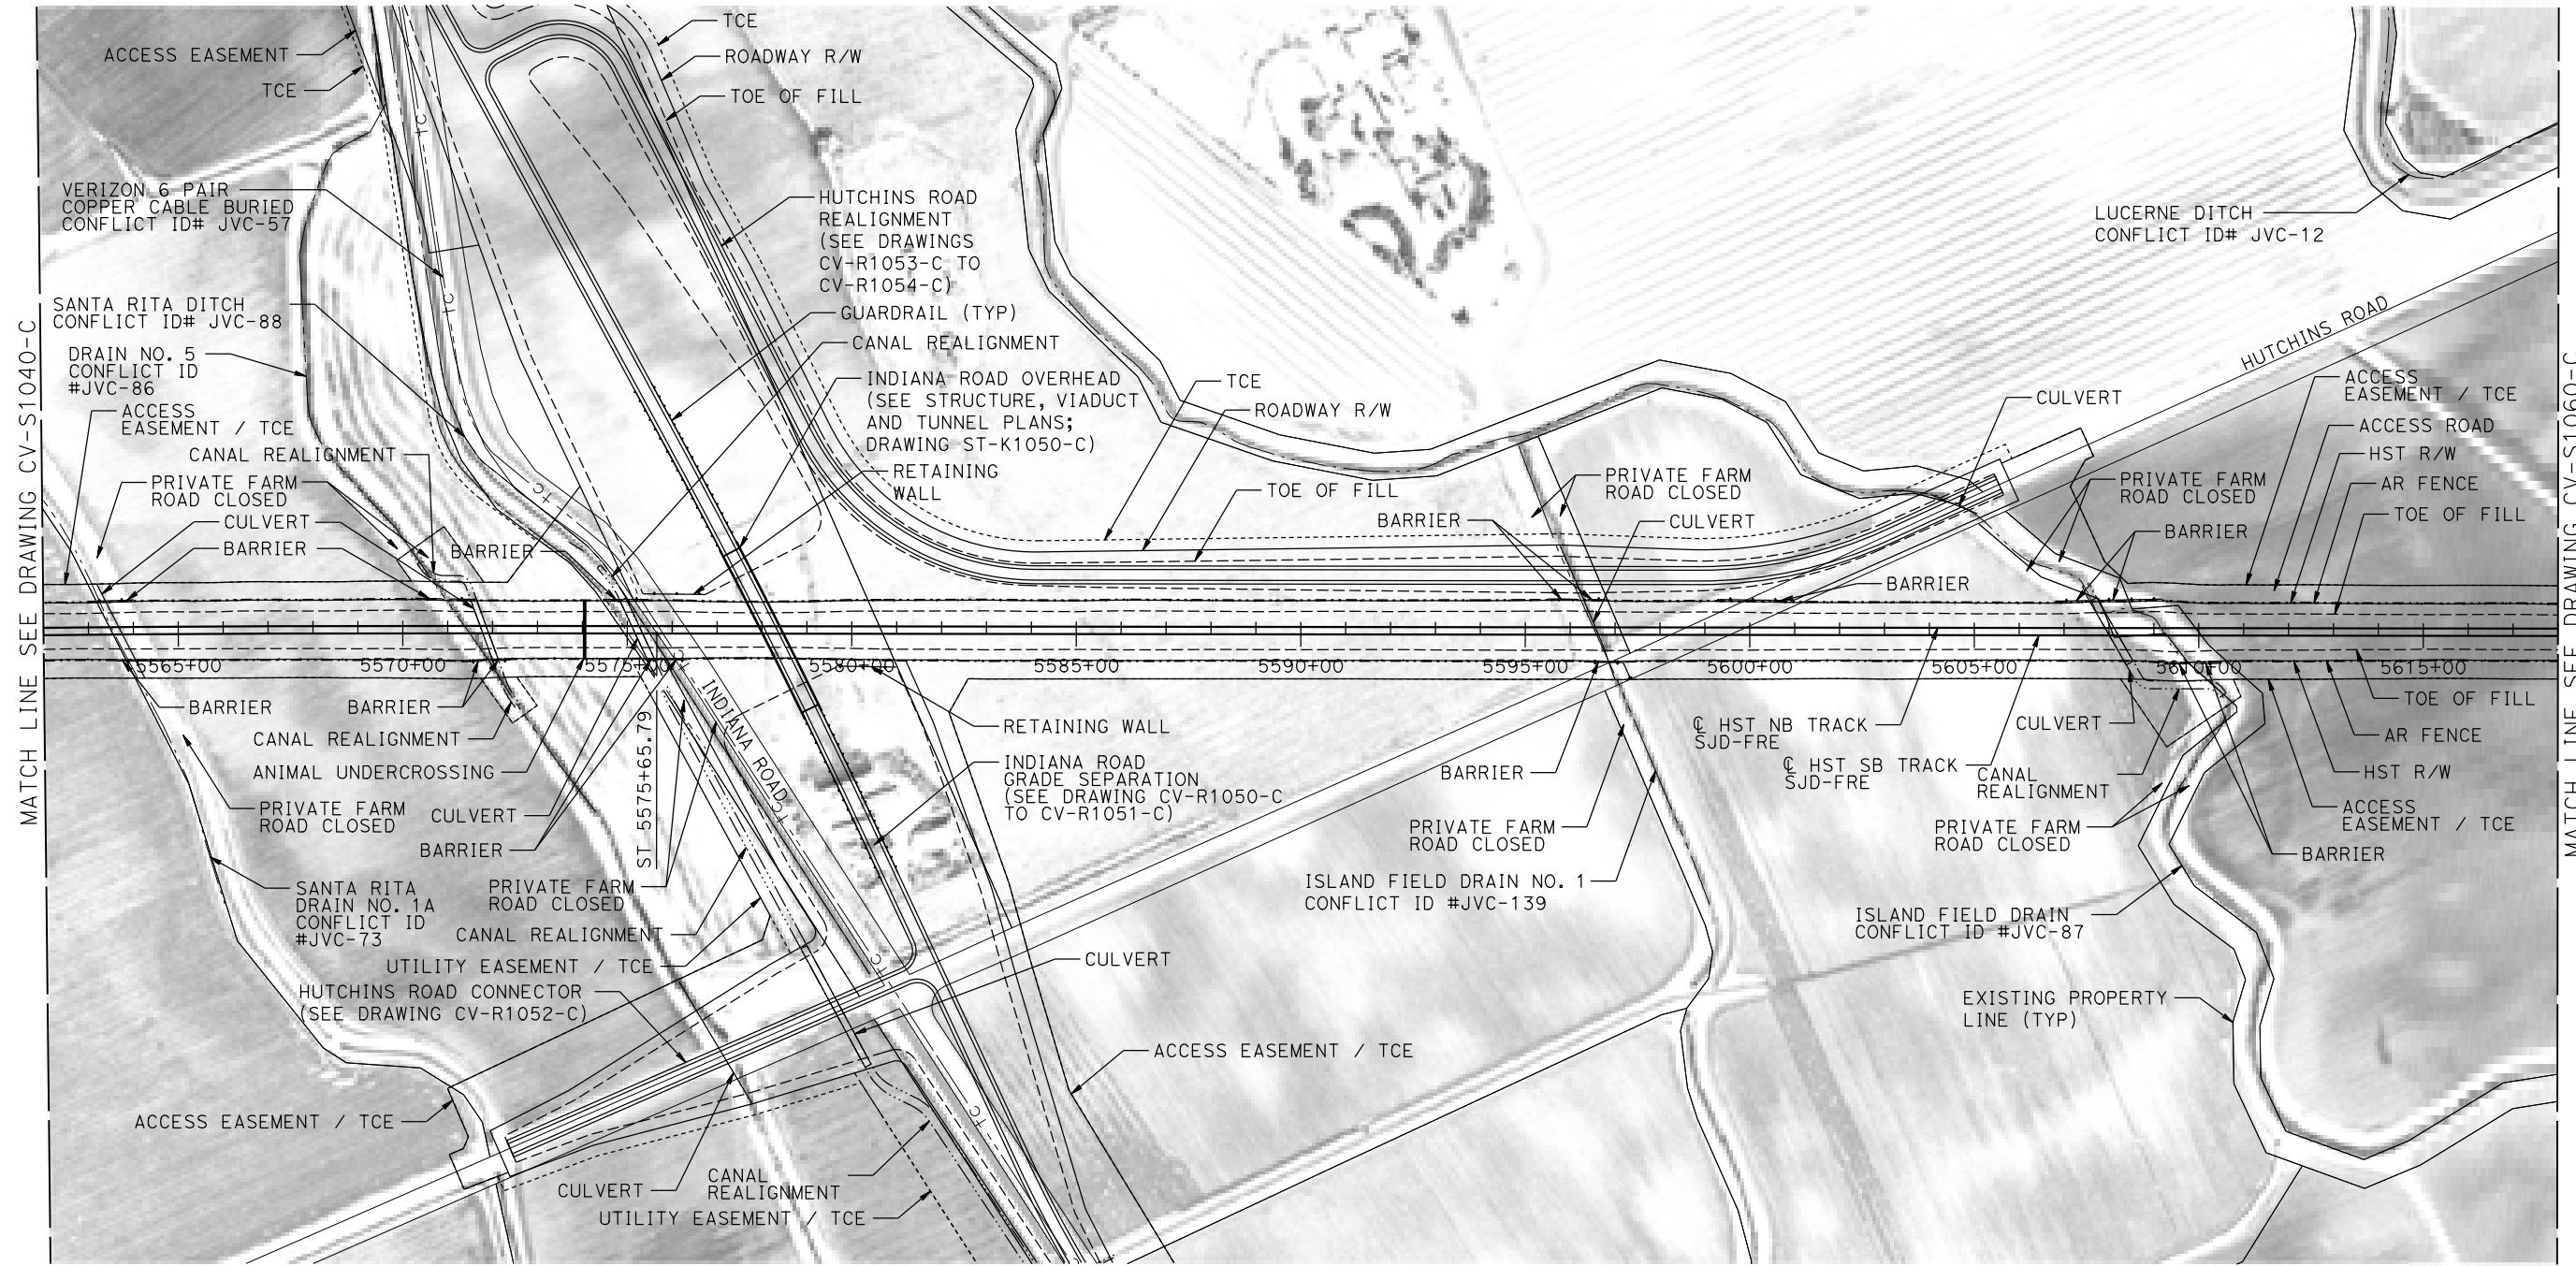 TCE
ROADWAY R/W
TOE OF FILL
ACCESS EASEMENT
TCE
VERIZON 6 PAIR
COPPER CABLE BURIED
CONFLICT ID# JVC-57
SANTA RITA DITCH
CONFLICT ID# JVC-88
DRAIN NO. 5
CONFLICT ID
#JVC-86
ACCESS
EASEMENT / TCE
CANAL REALIGNMENT
PRIVATE FARM
ROAD CLOSED
CULVERT
BARRIER
BARRIER
HUTCHINS ROAD
REALIGNMENT
(SEE DRAWINGS
CV-R1053-C TO
CV-R1054-C)
GUARDRAIL (TYP)
CANAL REALIGNMENT
INDIANA ROAD OVERHEAD
(SEE STRUCTURE, VIADUCT
AND TUNNEL PLANS;
DRAWING ST-K1050-C)
RETAINING
WALL
TCE
ROADWAY R/W
TOE OF FILL
BARRIER
PRIVATE FARM
ROAD CLOSED
CULVERT
BARRIER
LUCERNE DITCH
CONFLICT ID# JVC-12
HUTCHINS ROAD
CULVERT
PRIVATE FARM
ROAD CLOSED
BARRIER
ACCESS
EASEMENT / TCE
ACCESS ROAD
HST R/W
AR FENCE
TOE OF FILL
MATCH LINE SEE DRAWING CV-S1040-C
MATCH LINE SEE DRAWING CV-S1060-C
5565+00
5570+00
5575+00
5580+00
5585+00
5590+00
5595+00
5600+00
5605+00
5610+00
5615+00
BARRIER
BARRIER
CANAL REALIGNMENT
ANIMAL UNDERCROSSING
PRIVATE FARM
ROAD CLOSED
CULVERT
BARRIER
ST 5575+65.79
INDIANA ROAD
SANTA RITA
DRAIN NO. 1A
CONFLICT ID
#JVC-73
PRIVATE FARM
ROAD CLOSED
CANAL REALIGNMENT
UTILITY EASEMENT / TCE
HUTCHINS ROAD CONNECTOR
(SEE DRAWING CV-R1052-C)
ACCESS EASEMENT / TCE
CULVERT
CANAL
REALIGNMENT
UTILITY EASEMENT / TCE
RETAINING WALL
INDIANA ROAD
GRADE SEPARATION
(SEE DRAWING CV-R1050-C
TO CV-R1051-C)
CULVERT
ACCESS EASEMENT / TCE
BARRIER
PRIVATE FARM
ROAD CLOSED
ISLAND FIELD DRAIN NO. 1
CONFLICT ID #JVC-139
℄ HST NB TRACK
SJD-FRE
℄ HST SB TRACK
SJD-FRE
CULVERT
CANAL
REALIGNMENT
PRIVATE FARM
ROAD CLOSED
ISLAND FIELD DRAIN
CONFLICT ID #JVC-87
EXISTING PROPERTY
LINE (TYP)
TOE OF FILL
AR FENCE
HST R/W
ACCESS
EASEMENT / TCE
BARRIER